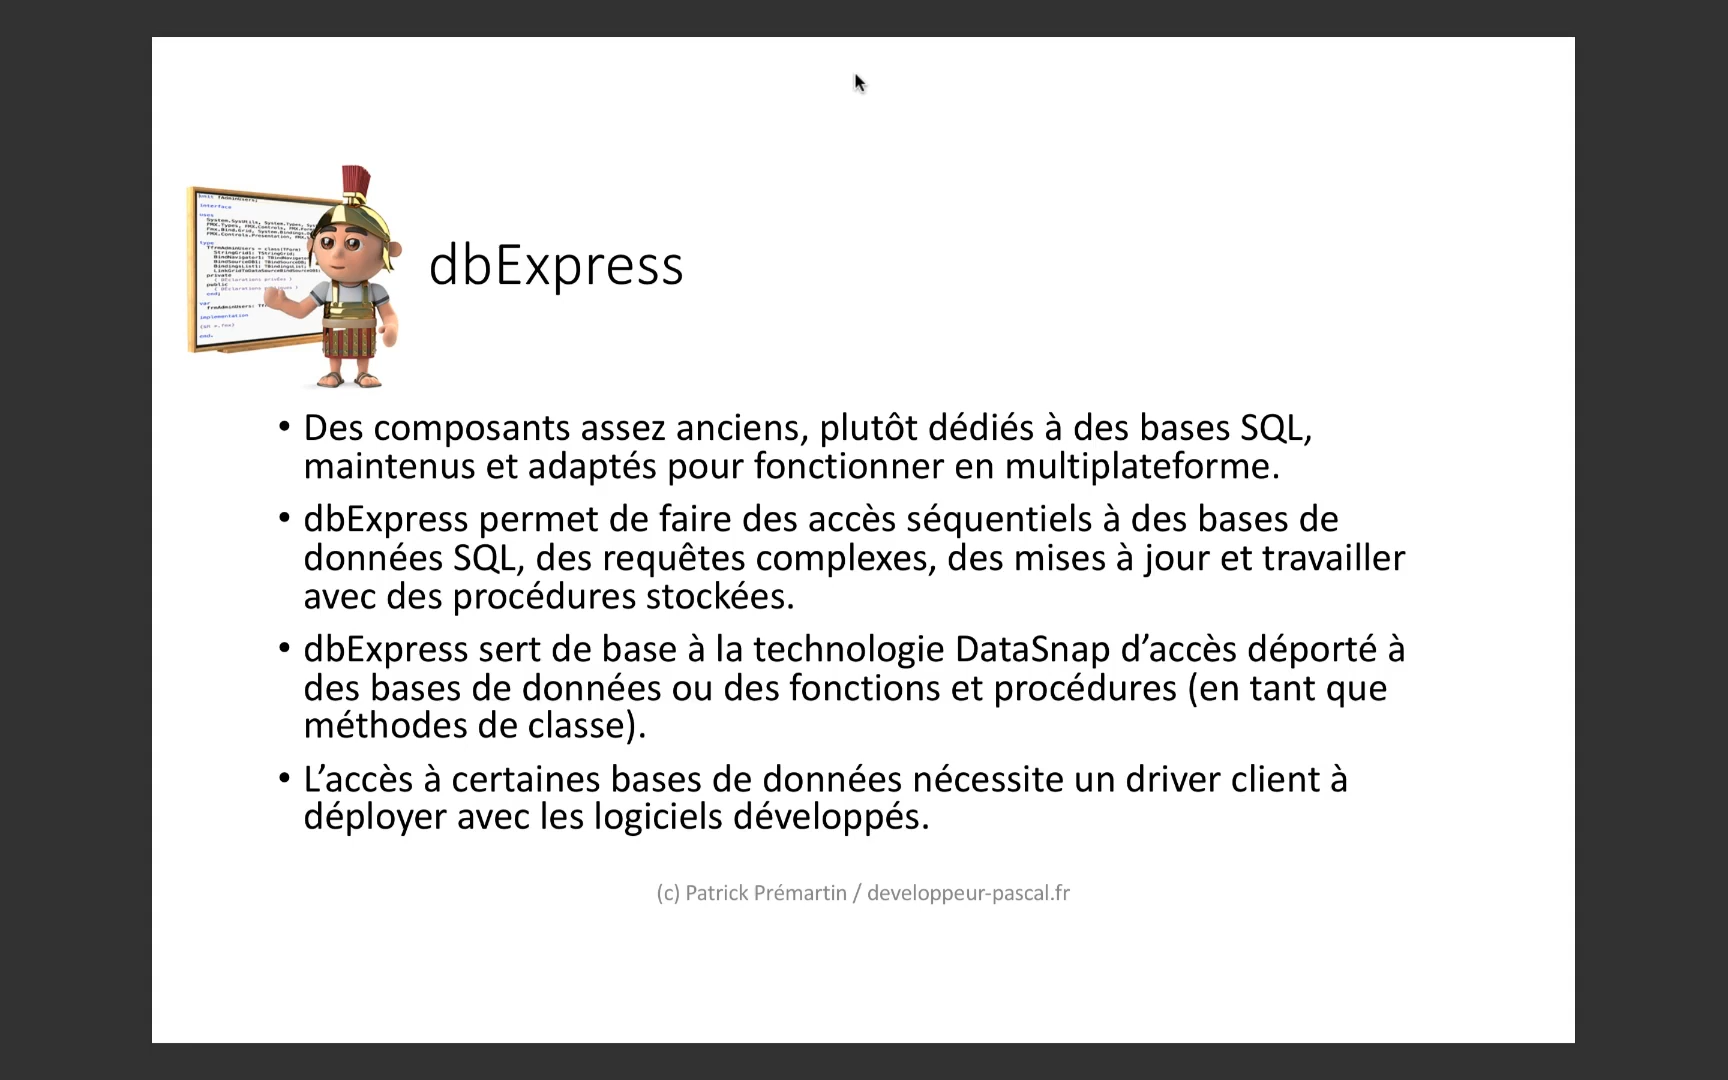 dbExpress
• Des composants assez anciens, plutôt dédiés à des bases SQL,
maintenus et adaptés pour fonctionner en multiplateforme.
• dbExpress permet de faire des accès séquentiels à des bases de
données SQL, des requêtes complexes, des mises à jour et travailler
avec des procédures stockées.
• dbExpress sert de base à la technologie DataSnap d’accès déporté à
des bases de données ou des fonctions et procédures (en tant que
méthodes de classe).
• L’accès à certaines bases de données nécessite un driver client à
déployer avec les logiciels développés.
(c) Patrick Prémartin / developpeur-pascal.fr